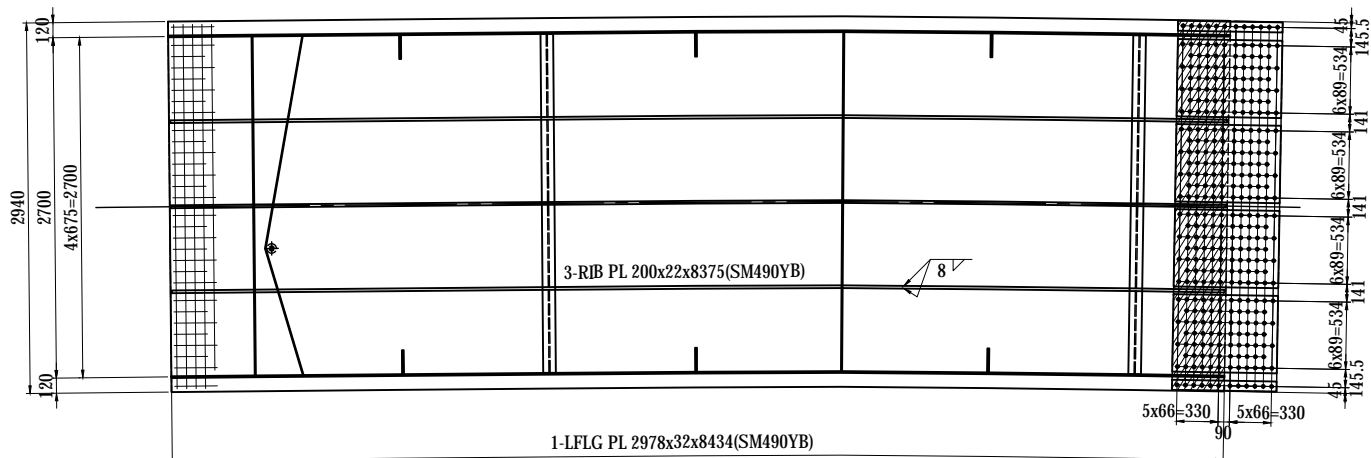 120
2700
120
2940
4x675=2700
3-RIB PL 200x22x8375(SM490YB)
8
45
145.5
6x89=534
141
6x89=534
141
6x89=534
141
6x89=534
145.5
45
5x66=330
90
5x66=330
1-LFLG PL 2978x32x8434(SM490YB)